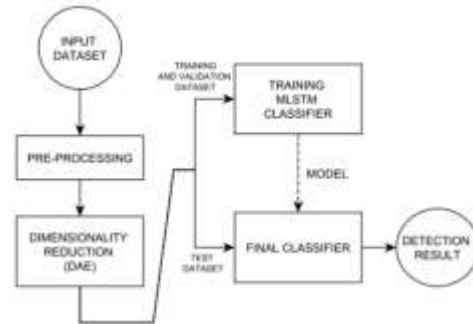 INPUT
DATASET
PRE-PROCESSING
DIMENSIONALITY
REDUCTION
(DAE)
TRAINING
AND VALIDATION
DATASET
TRAINING
MLSTM
CLASSIFIER
MODEL
TEST
DATASET
FINAL CLASSIFIER
DETECTION
RESULT